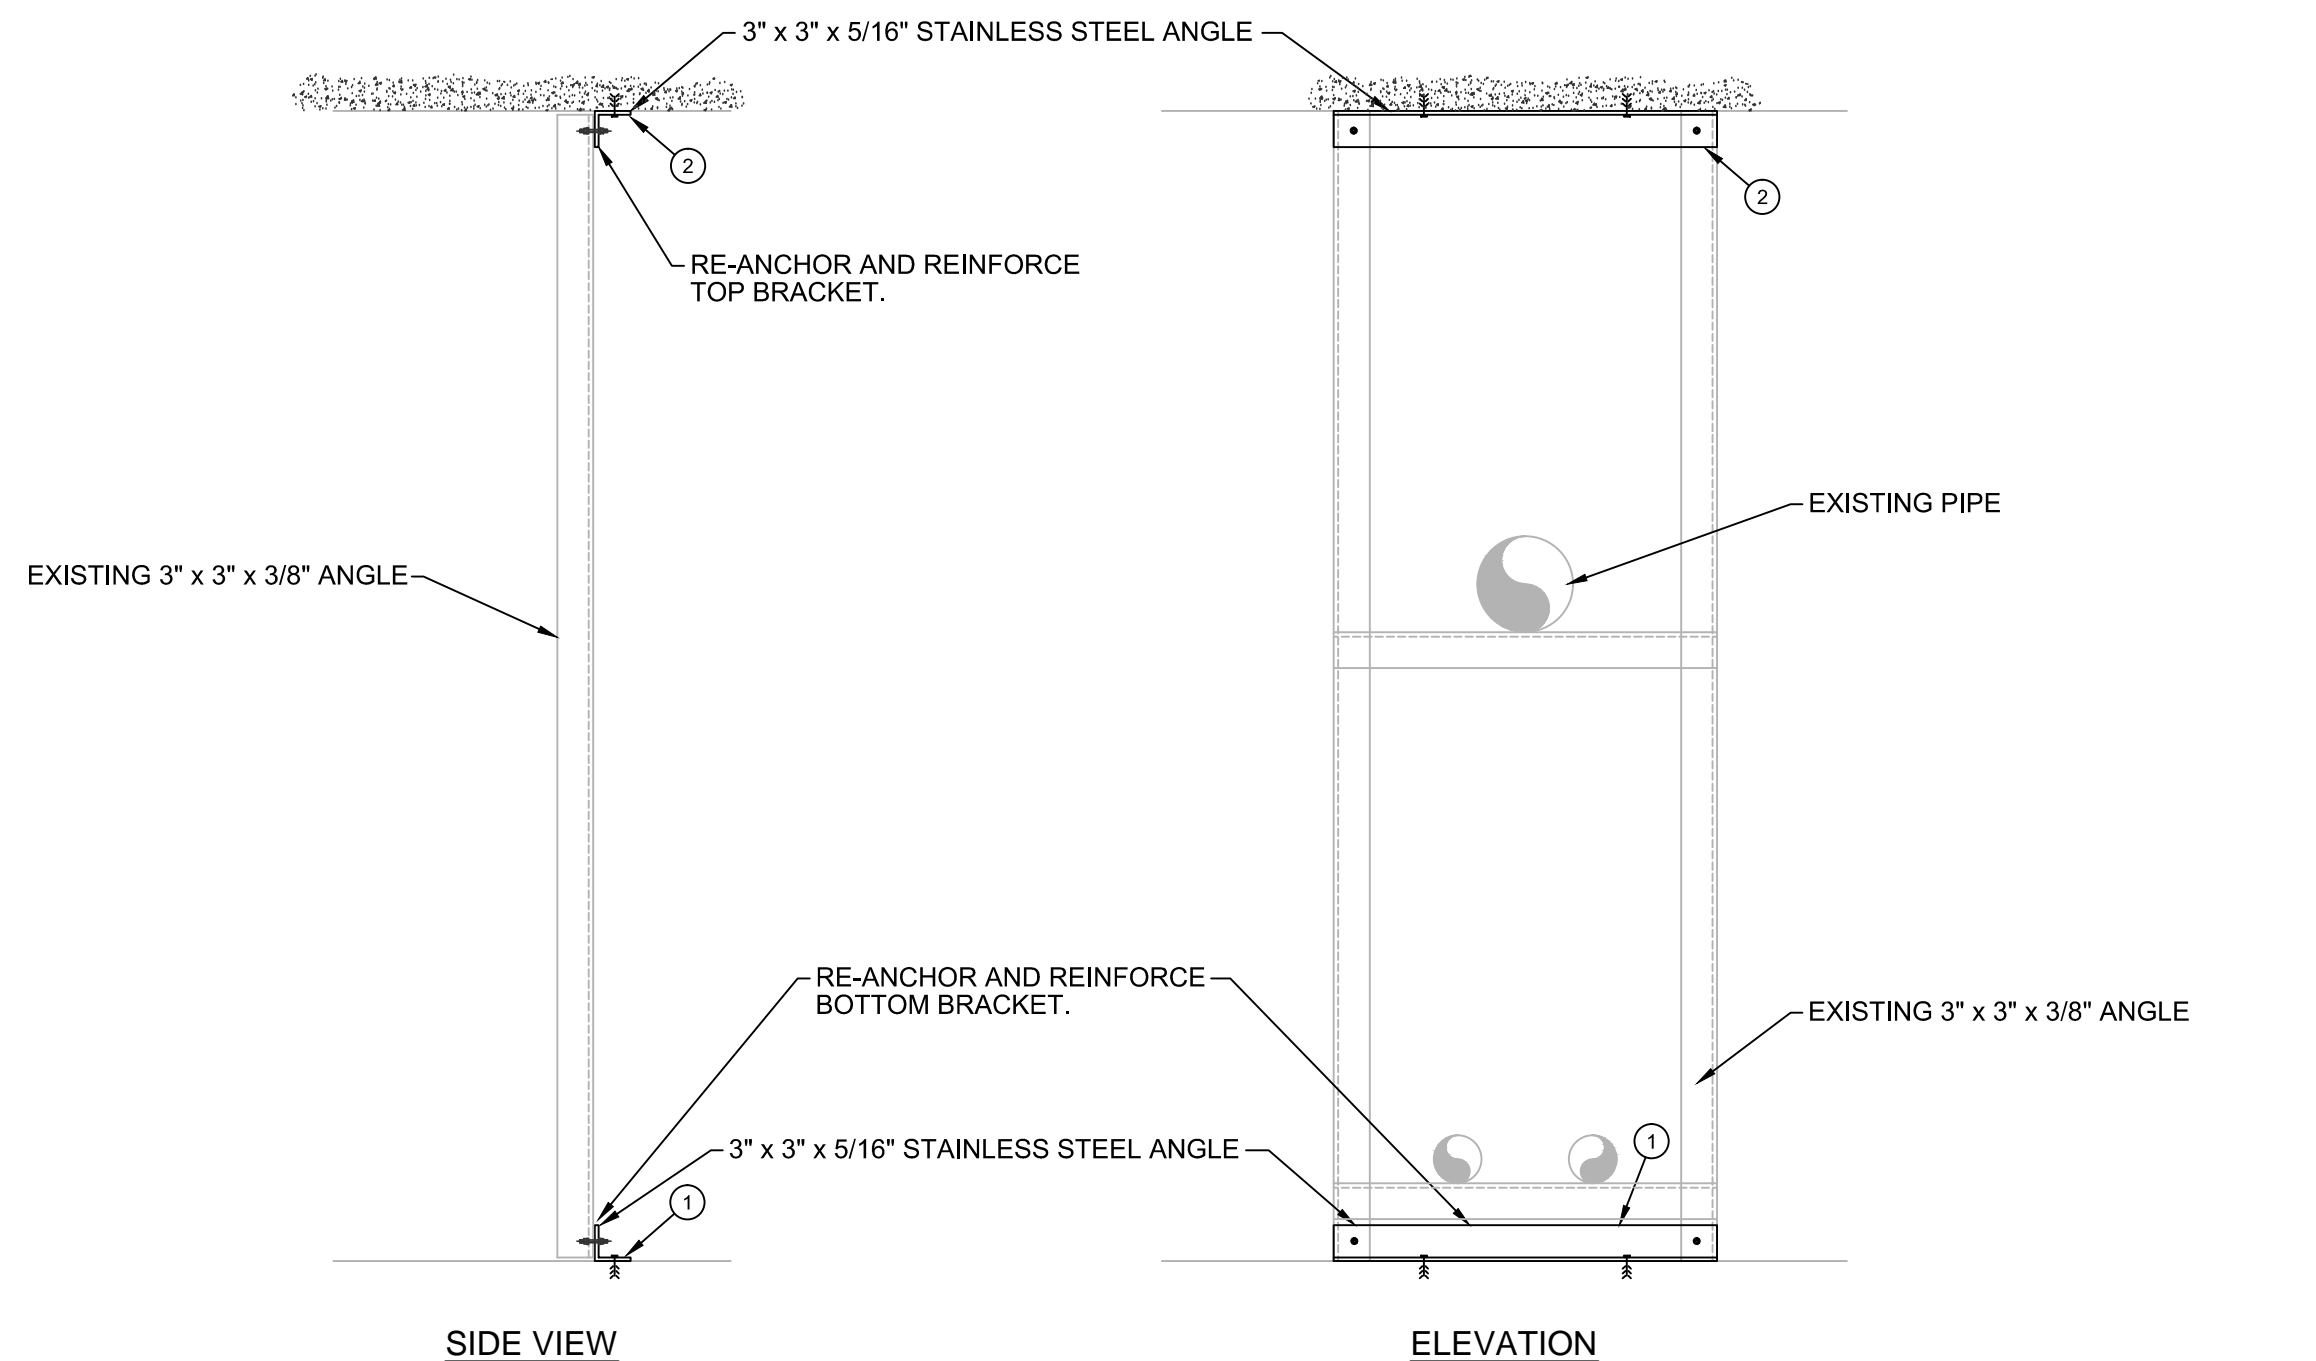 3" x 3" x 5/16" STAINLESS STEEL ANGLE
2
2
RE-ANCHOR AND REINFORCE
TOP BRACKET.
EXISTING PIPE
EXISTING 3" x 3" x 3/8" ANGLE
RE-ANCHOR AND REINFORCE
BOTTOM BRACKET.
EXISTING 3" x 3" x 3/8" ANGLE
1
3" x 3" x 5/16" STAINLESS STEEL ANGLE
1
SIDE VIEW
ELEVATION